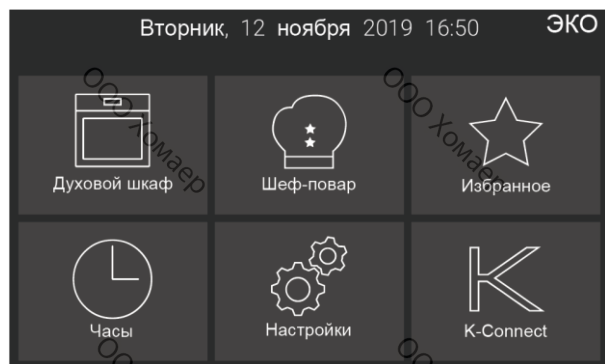 Вторник, 12 ноября 2019 16:50 ЭКО
Духовой шкаф Шеф-повар Избранное
Часы Настройки K-Connect
ООО Хомаер
ООО Хомаер